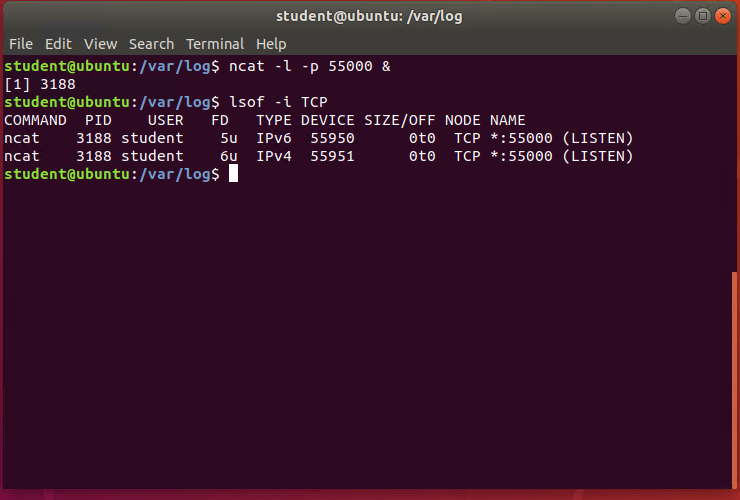 student@ubuntu: /var/log
File Edit View Search Terminal Help
student@ubuntu:/var/log$ ncat -l -p 55000 &
[1] 3188
student@ubuntu:/var/log$ lsof -i TCP
COMMAND  PID    USER   FD   TYPE DEVICE SIZE/OFF NODE NAME
ncat    3188 student    5u  IPv6  55950      0t0  TCP *:55000 (LISTEN)
ncat    3188 student    6u  IPv4  55951      0t0  TCP *:55000 (LISTEN)
student@ubuntu:/var/log$